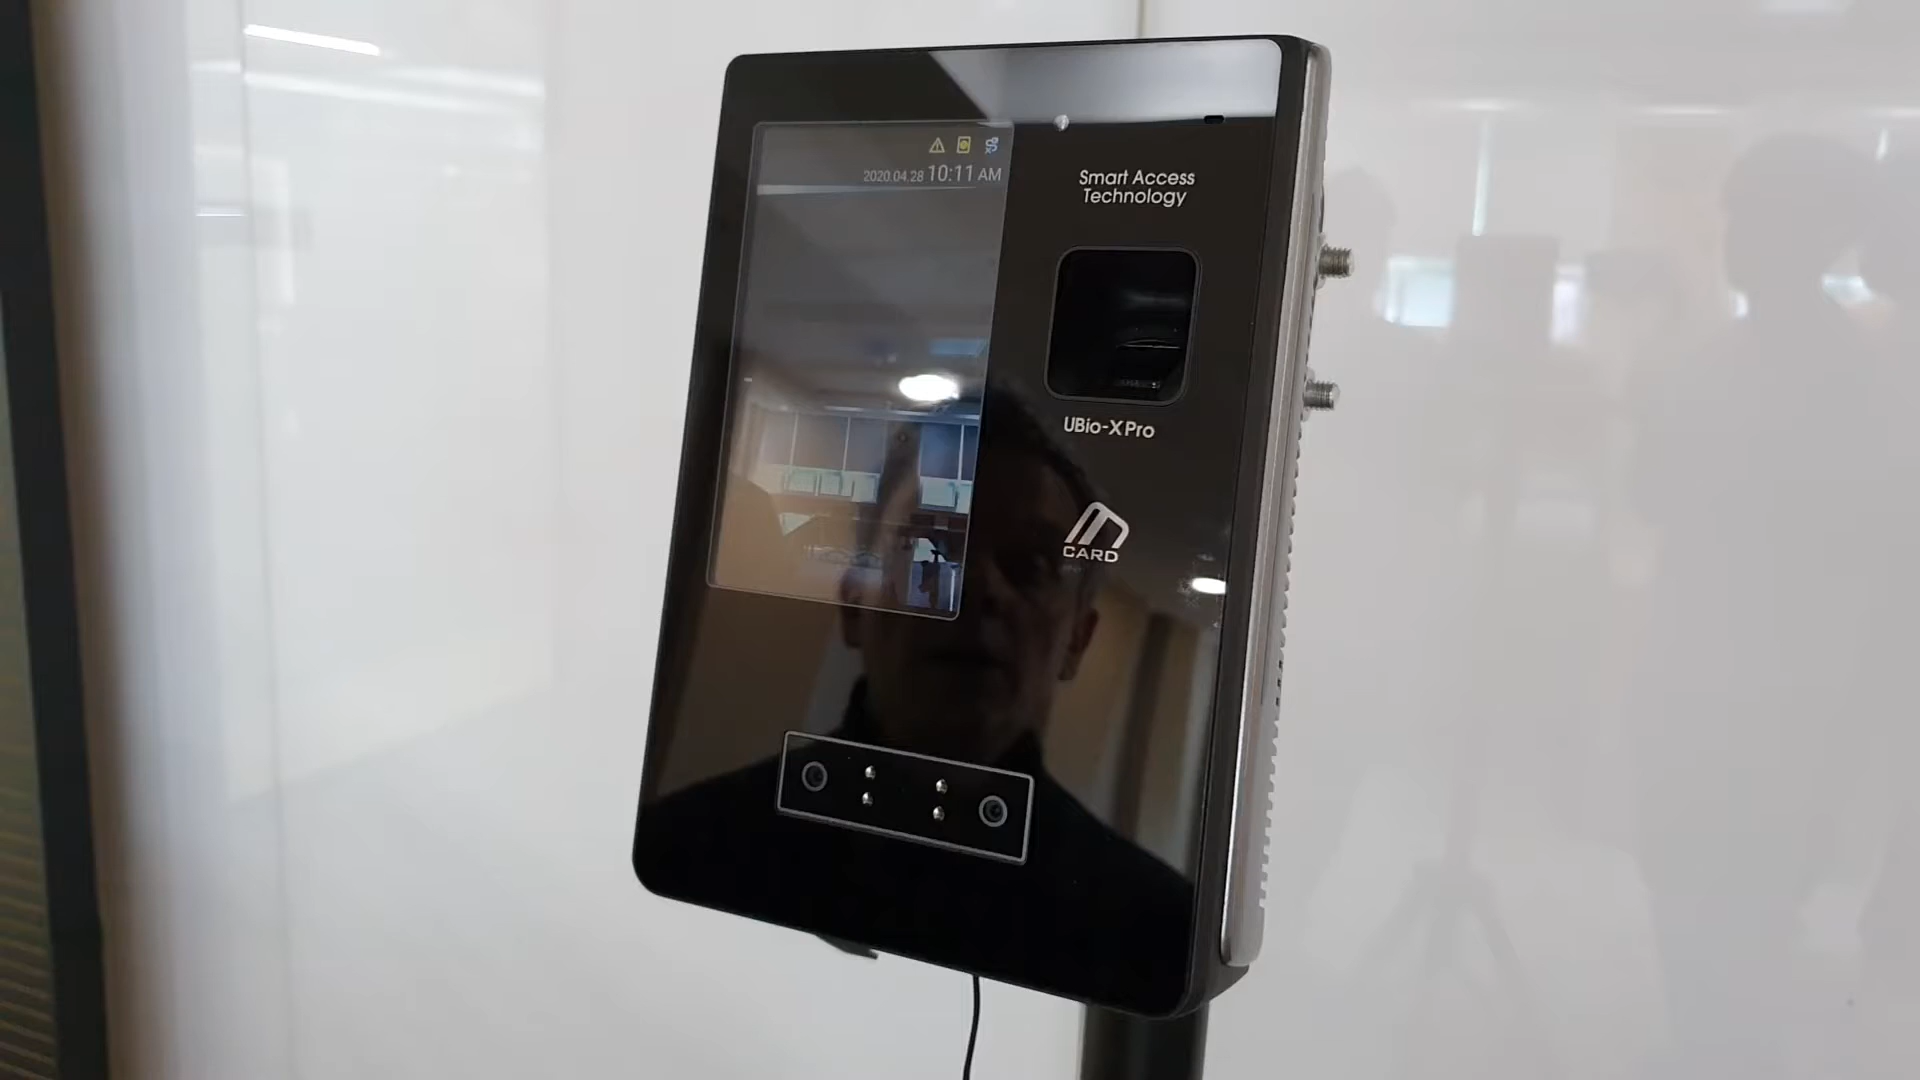 2020.04.28 10:11 AM
Smart Access
Technology
UBio-X Pro
CARD